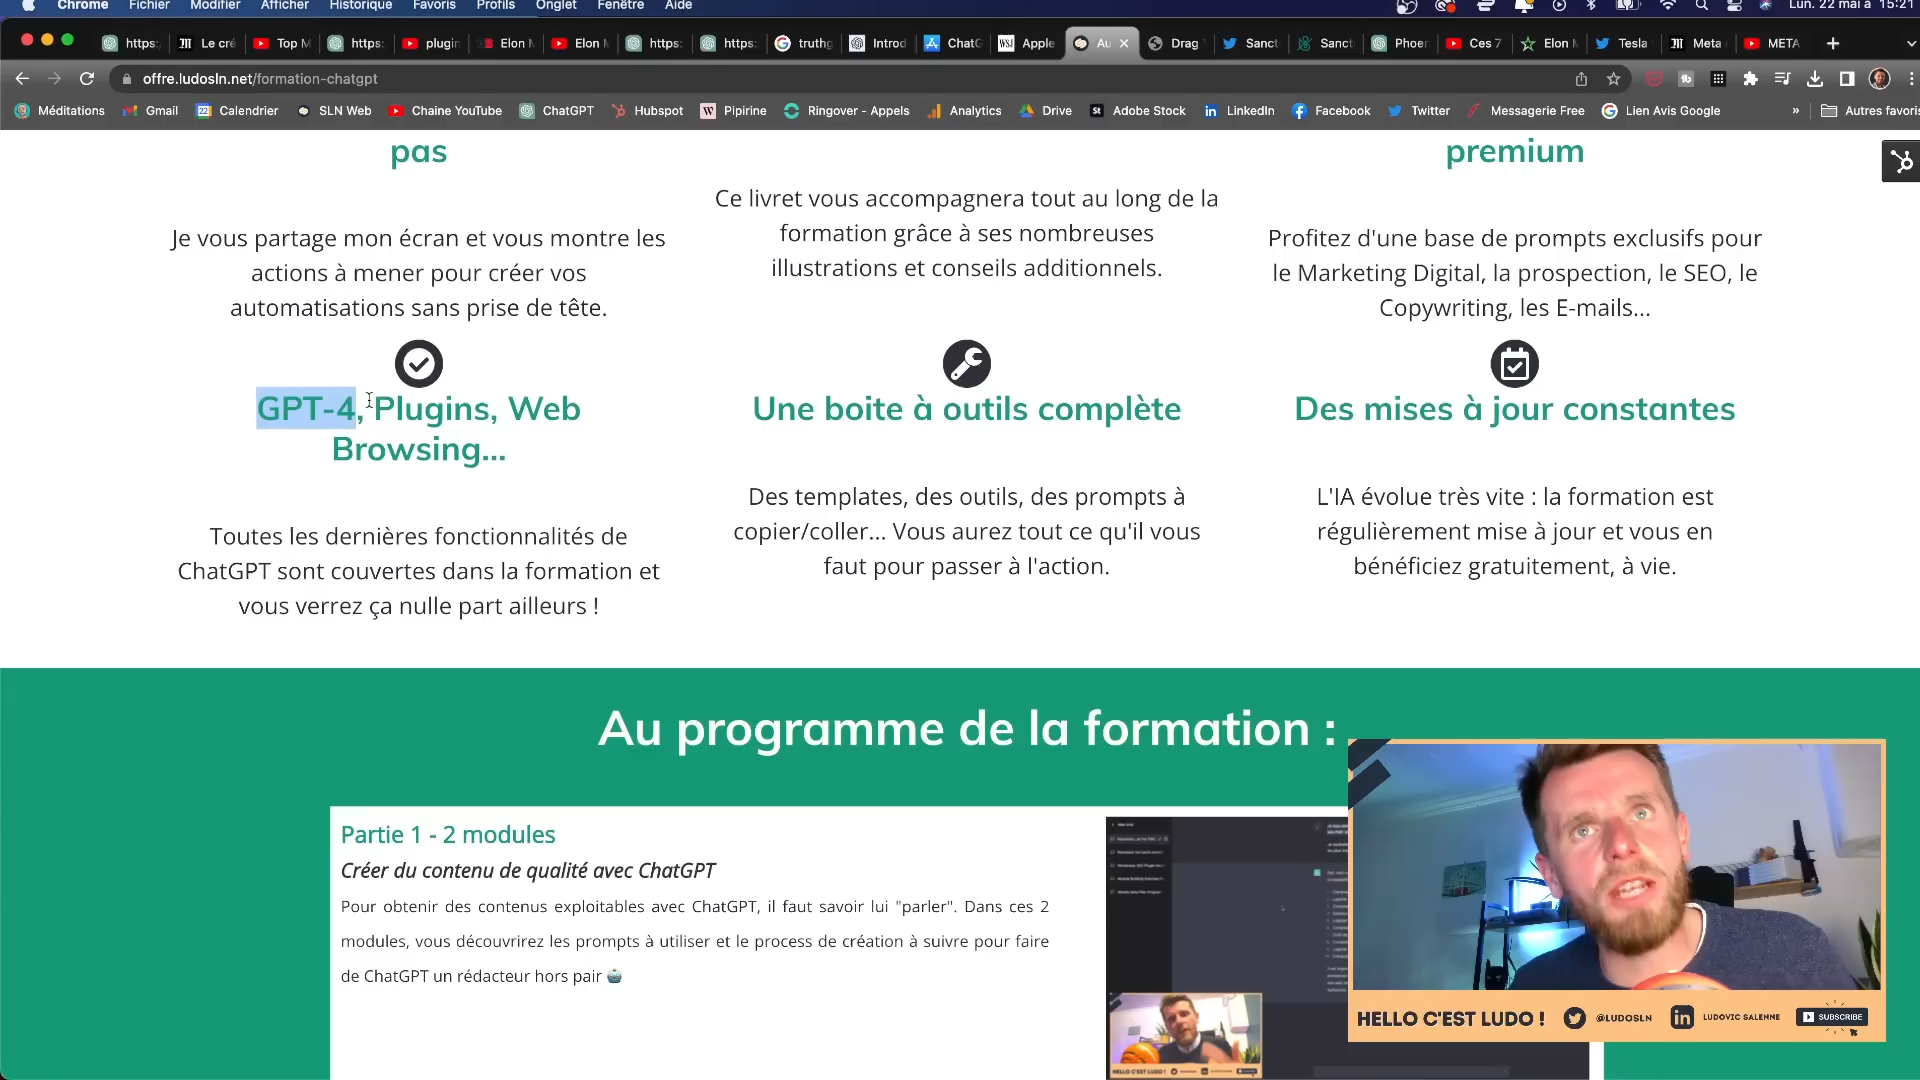 Chrome Fichier Modifier Afficher Historique Favoris Profils Onglet Fenêtre Aide
Lun. 22 mai à 15:21
https: Le cré Top M https: plugin Elon M Elon M https: https: truthg Introd ChatG Apple Au Drag Sanct Sanct Phoen Ces 7 Elon M Tesla Meta META
offre.ludosln.net/formation-chatgpt
Méditations Gmail Calendrier SLN Web Chaine YouTube ChatGPT Hubspot Pipirine Ringover - Appels Analytics Drive Adobe Stock LinkedIn Facebook Twitter Messagerie Free Lien Avis Google » Autres favoris
pas
Je vous partage mon écran et vous montre les
actions à mener pour créer vos
automatisations sans prise de tête.
Ce livret vous accompagnera tout au long de la
formation grâce à ses nombreuses
illustrations et conseils additionnels.
premium
Profitez d'une base de prompts exclusifs pour
le Marketing Digital, la prospection, le SEO, le
Copywriting, les E-mails...
GPT-4, Plugins, Web
Browsing...
Toutes les dernières fonctionnalités de
ChatGPT sont couvertes dans la formation et
vous verrez ça nulle part ailleurs !
Une boite à outils complète
Des templates, des outils, des prompts à
copier/coller... Vous aurez tout ce qu'il vous
faut pour passer à l'action.
Des mises à jour constantes
L'IA évolue très vite : la formation est
régulièrement mise à jour et vous en
bénéficiez gratuitement, à vie.
Au programme de la formation :
Partie 1 - 2 modules
Créer du contenu de qualité avec ChatGPT
Pour obtenir des contenus exploitables avec ChatGPT, il faut savoir lui "parler". Dans ces 2
modules, vous découvrirez les prompts à utiliser et le process de création à suivre pour faire
de ChatGPT un rédacteur hors pair
HELLO C'EST LUDO !
HELLO C'EST LUDO ! @LUDOSLN LUDOVIC SALENNE SUBSCRIBE